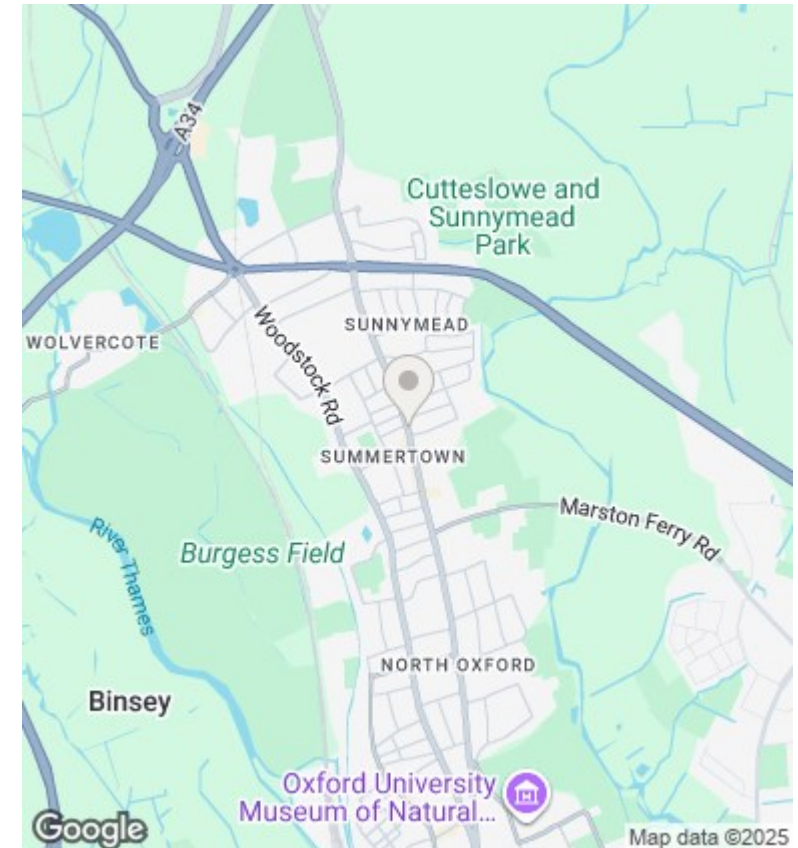 A34
Cutteslowe and
Sunnymead
Park
WOLVERCOTE
Woodstock Rd
SUNNYMEAD
SUMMERTOWN
Marston Ferry Rd
River Thames
Burgess Field
NORTH OXFORD
Binsey
Oxford University
Museum of Natural...
Google
Map data ©2025